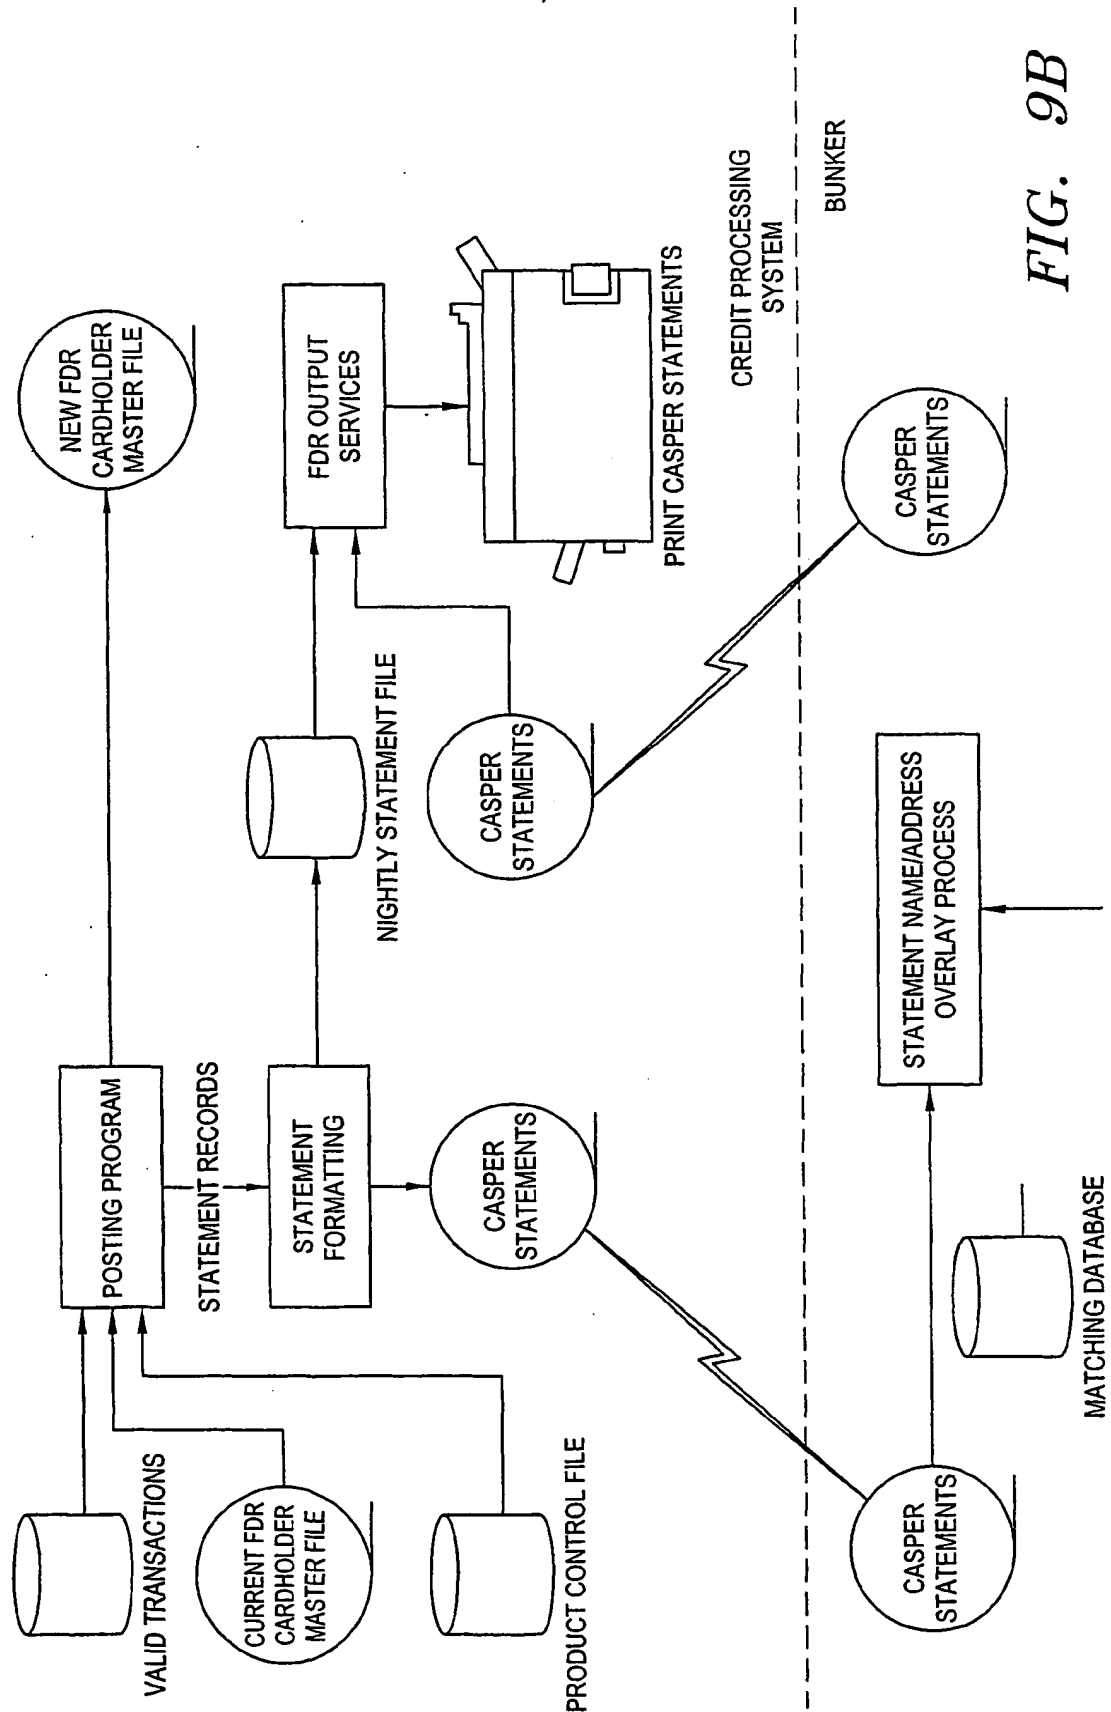 VALID TRANSACTIONS
CURRENT FDR
CARDHOLDER
MASTER FILE
PRODUCT CONTROL FILE
POSTING PROGRAM
STATEMENT RECORDS
STATEMENT
FORMATTING
CASPER
STATEMENTS
NEW FDR
CARDHOLDER
MASTER FILE
NIGHTLY STATEMENT FILE
FDR OUTPUT
SERVICES
CASPER
STATEMENTS
PRINT CASPER STATEMENTS
CREDIT PROCESSING
SYSTEM
BUNKER
CASPER
STATEMENTS
MATCHING DATABASE
STATEMENT NAME/ADDRESS
OVERLAY PROCESS
CASPER
STATEMENTS
FIG. 9B